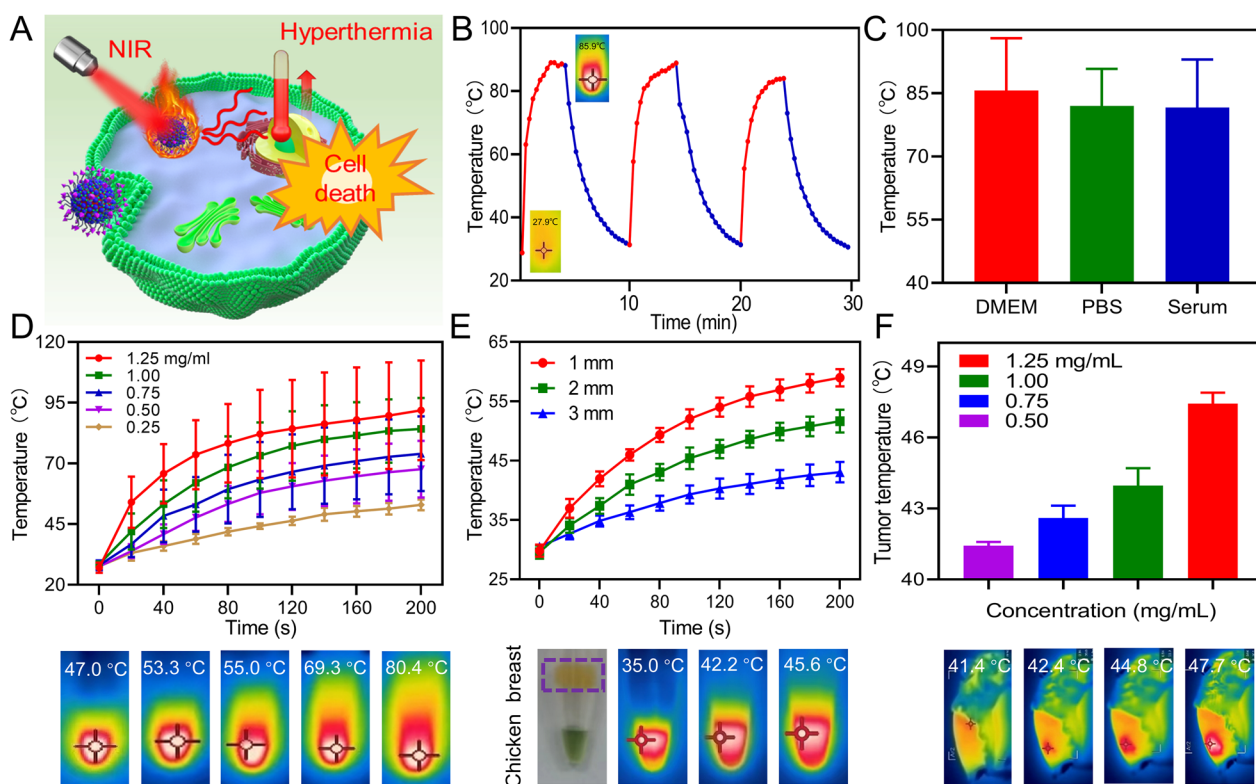 A
NIR
Hyperthermia
Cell
death
B
Temperature (°C)
100
80
60
40
20
85.9℃
27.9℃
10
20
30
Time (min)
C
Temperature (°C)
100
85
70
55
40
DMEM
PBS
Serum
D
Temperature (°C)
120
95
70
45
20
1.25 mg/ml
1.00
0.75
0.50
0.25
0
40
80
120
160
200
Time (s)
47.0 °C
53.3 °C
55.0 °C
69.3 °C
80.4 °C
E
Temperature (°C)
65
55
45
35
25
1 mm
2 mm
3 mm
0
40
80
120
160
200
Time (s)
Chicken breast
35.0 °C
42.2 °C
45.6 °C
F
Tumor temperature (°C)
49
46
43
40
1.25 mg/mL
1.00
0.75
0.50
Concentration (mg/mL)
41.4 °C
42.4 °C
44.8 °C
47.7 °C